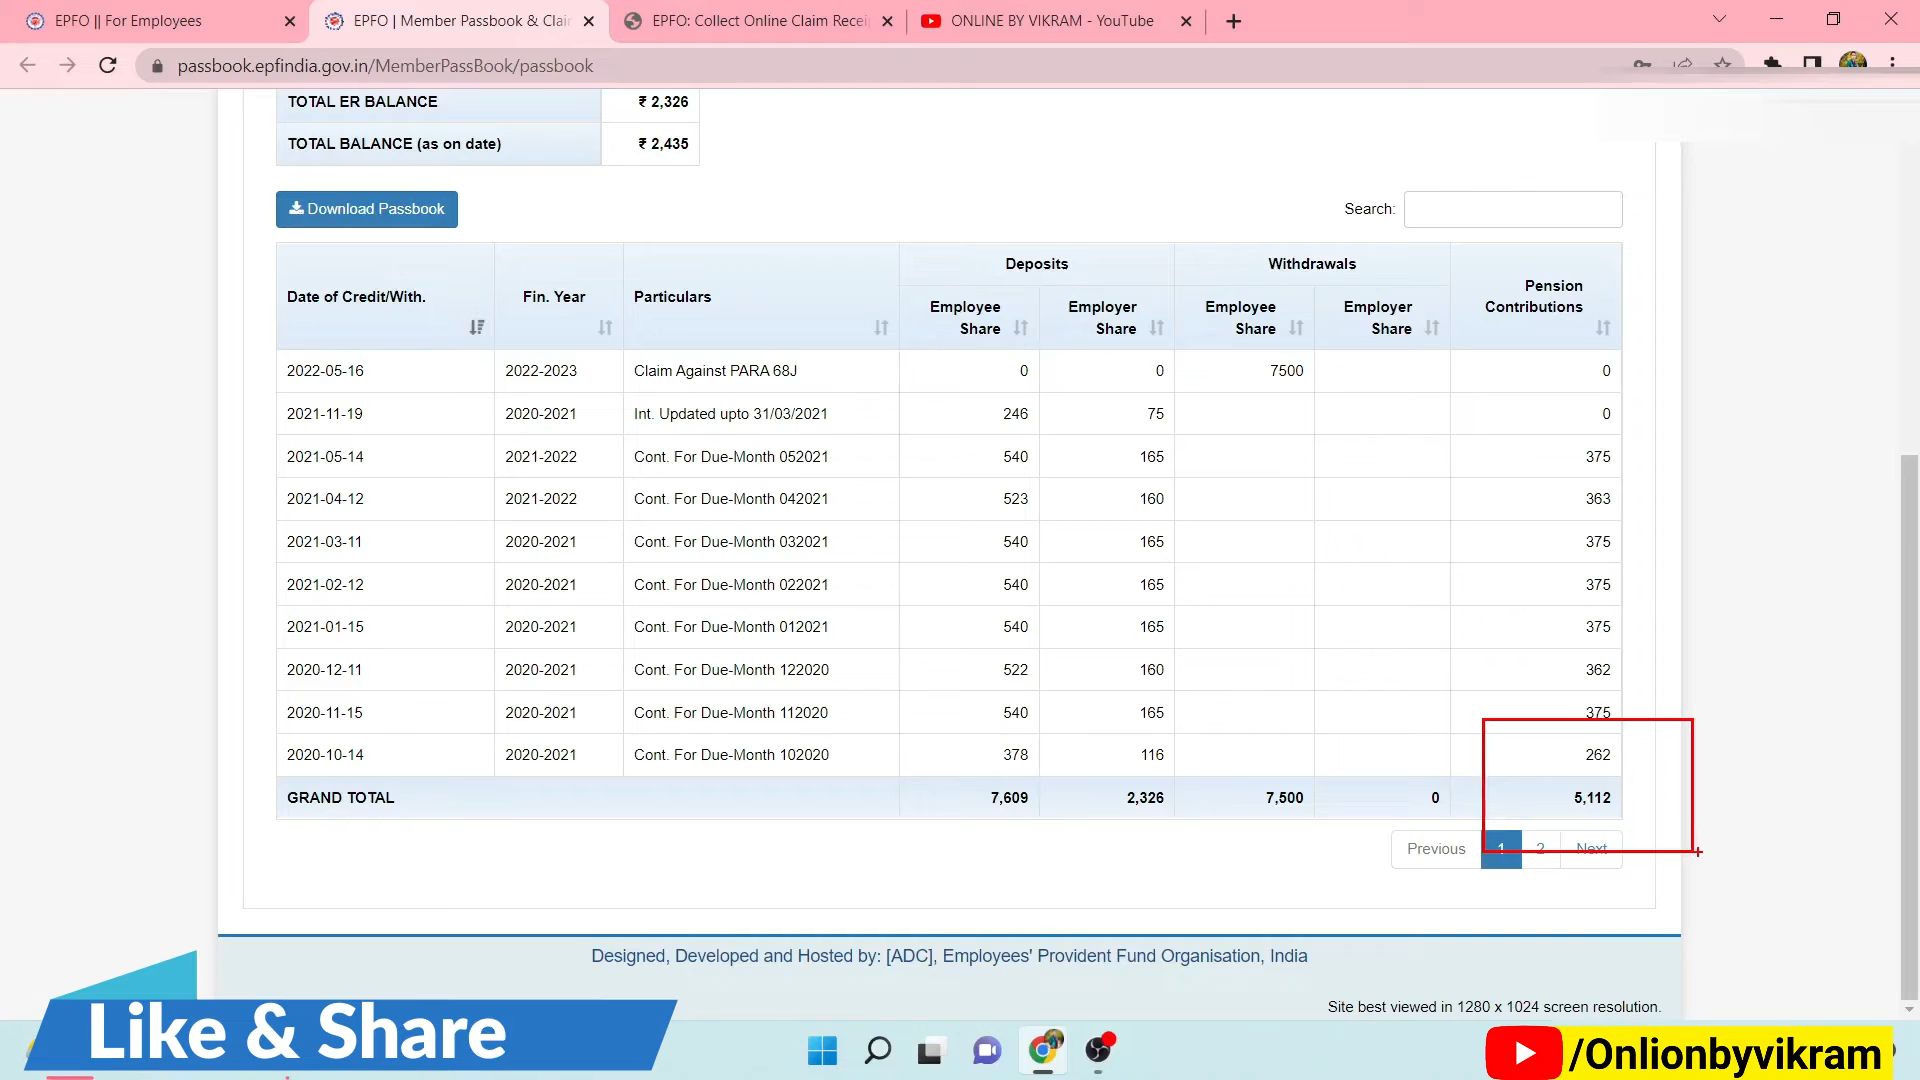 EPFO || For Employees
EPFO | Member Passbook & Clai
EPFO: Collect Online Claim Recei
ONLINE BY VIKRAM - YouTube
passbook.epfindia.gov.in/MemberPassBook/passbook
TOTAL ER BALANCE ₹ 2,326
TOTAL BALANCE (as on date) ₹ 2,435
Download Passbook
Search:
Deposits Withdrawals
Date of Credit/With. Fin. Year Particulars Employee Share Employer Share Employee Share Employer Share Pension Contributions
2022-05-16 2022-2023 Claim Against PARA 68J 0 0 7500 0
2021-11-19 2020-2021 Int. Updated upto 31/03/2021 246 75 0
2021-05-14 2021-2022 Cont. For Due-Month 052021 540 165 375
2021-04-12 2021-2022 Cont. For Due-Month 042021 523 160 363
2021-03-11 2020-2021 Cont. For Due-Month 032021 540 165 375
2021-02-12 2020-2021 Cont. For Due-Month 022021 540 165 375
2021-01-15 2020-2021 Cont. For Due-Month 012021 540 165 375
2020-12-11 2020-2021 Cont. For Due-Month 122020 522 160 362
2020-11-15 2020-2021 Cont. For Due-Month 112020 540 165 375
2020-10-14 2020-2021 Cont. For Due-Month 102020 378 116 262
GRAND TOTAL 7,609 2,326 7,500 0 5,112
Previous 1 2 Next
Designed, Developed and Hosted by: [ADC], Employees' Provident Fund Organisation, India
Site best viewed in 1280 x 1024 screen resolution.
Like & Share
/Onlionbyvikram